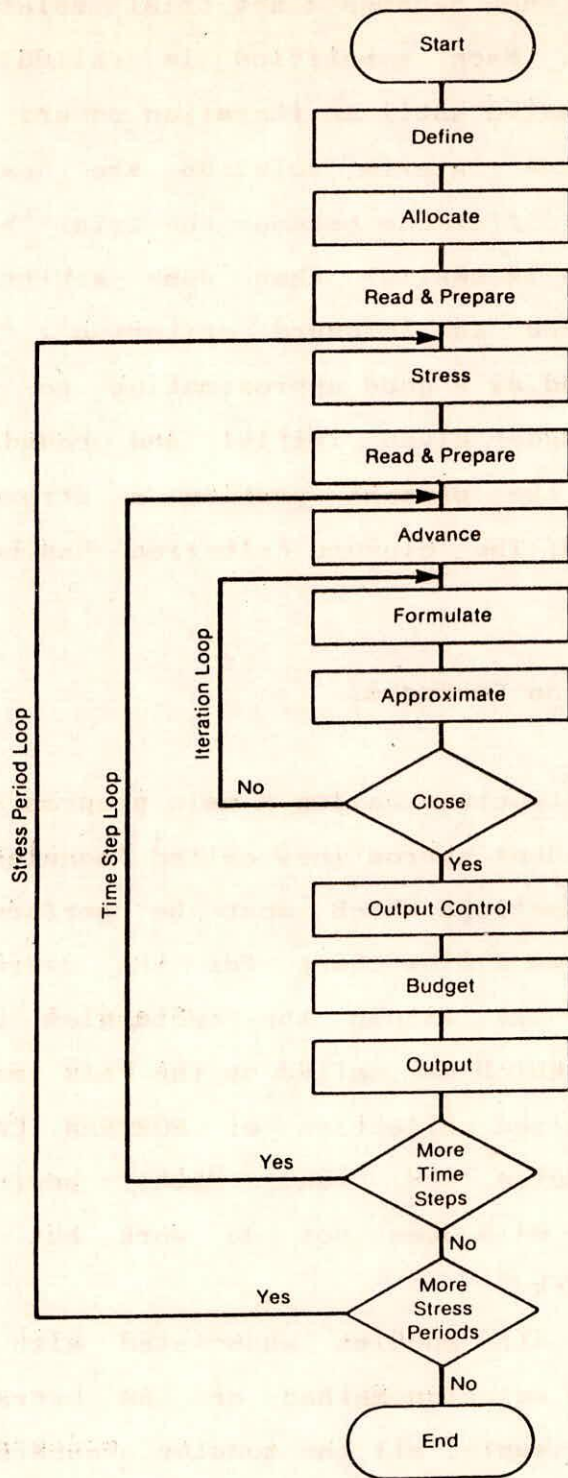 Start
Define
Allocate
Read & Prepare
Stress
Read & Prepare
Advance
Formulate
Approximate
Close
No
Yes
Output Control
Budget
Output
More
Time
Steps
Yes
No
More
Stress
Periods
Yes
No
End
Iteration Loop
Time Step Loop
Stress Period Loop